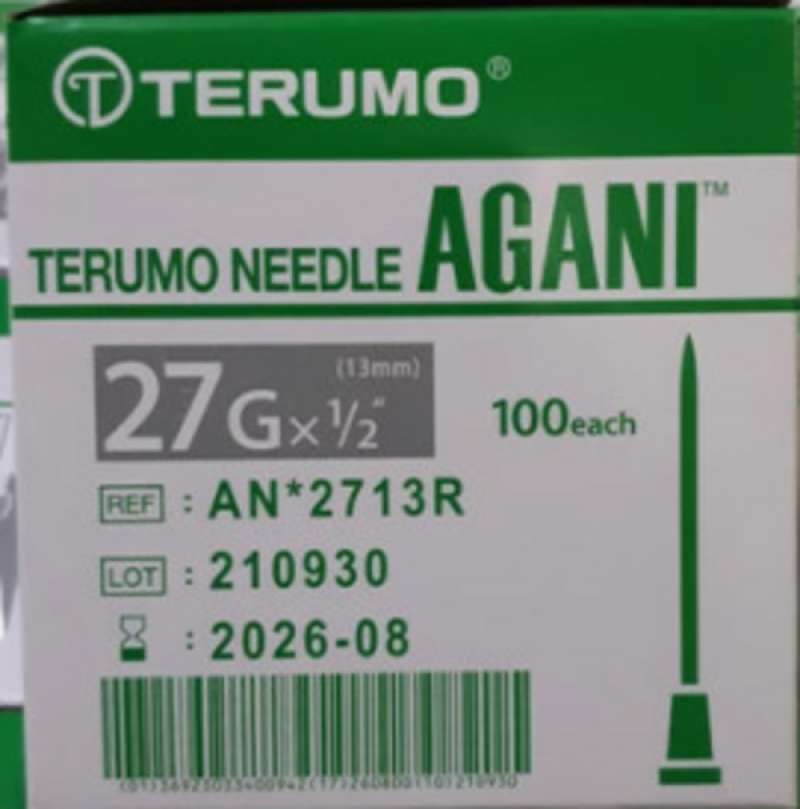 TERUMO®
TERUMO NEEDLE AGANI™
27G×½" (13mm)
100each
REF : AN*2713R
LOT : 210930
: 2026-08